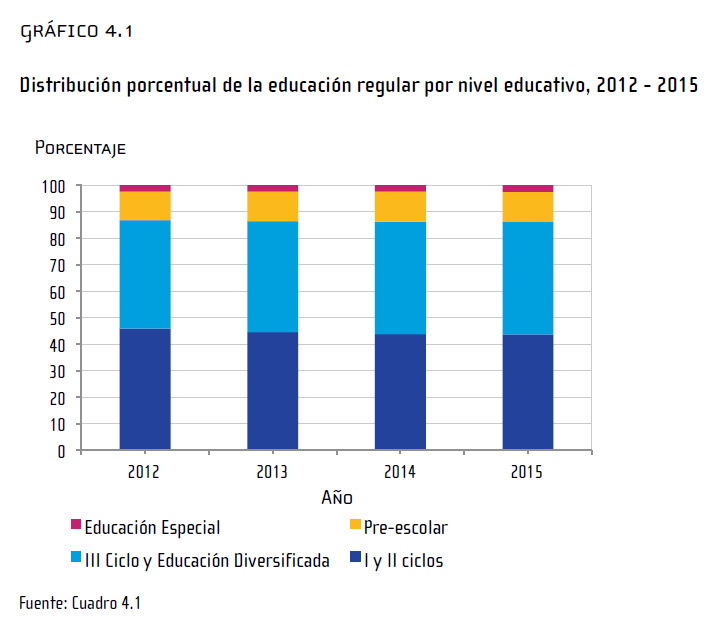 GRÁFICO 4.1
Distribución porcentual de la educación regular por nivel educativo, 2012 - 2015
PORCENTAJE
100
90
80
70
60
50
40
30
20
10
0
2012 2013 2014 2015
AÑO
Educación Especial Pre-escolar
III Ciclo y Educación Diversificada I y II ciclos
Fuente: Cuadro 4.1